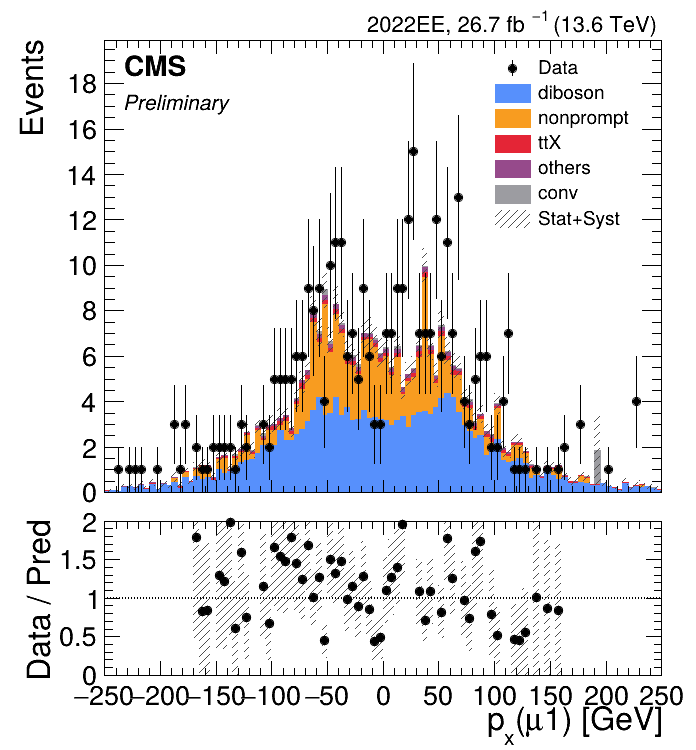 2022EE, 26.7 fb⁻¹ (13.6 TeV)
CMS
Preliminary
Events
Data
diboson
nonprompt
ttX
others
conv
Stat+Syst
18
16
14
12
10
8
6
4
2
0
Data / Pred
2
1.5
1
0.5
0
−250 −200 −150 −100 −50 0 50 100 150 200 250
pₓ(μ1) [GeV]